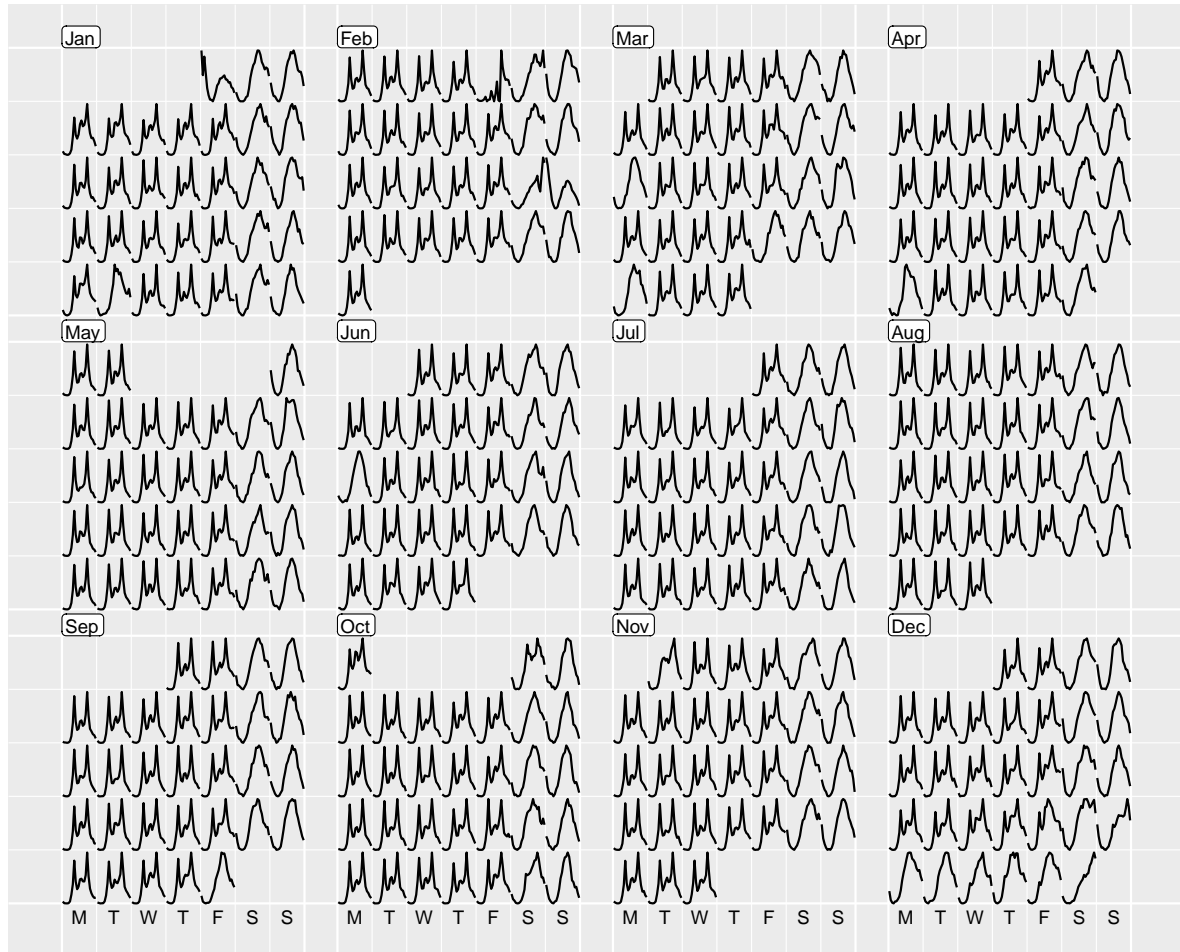 Jan Feb Mar Apr
May Jun Jul Aug
Sep Oct Nov Dec
M T W T F S S M T W T F S S M T W T F S S M T W T F S S